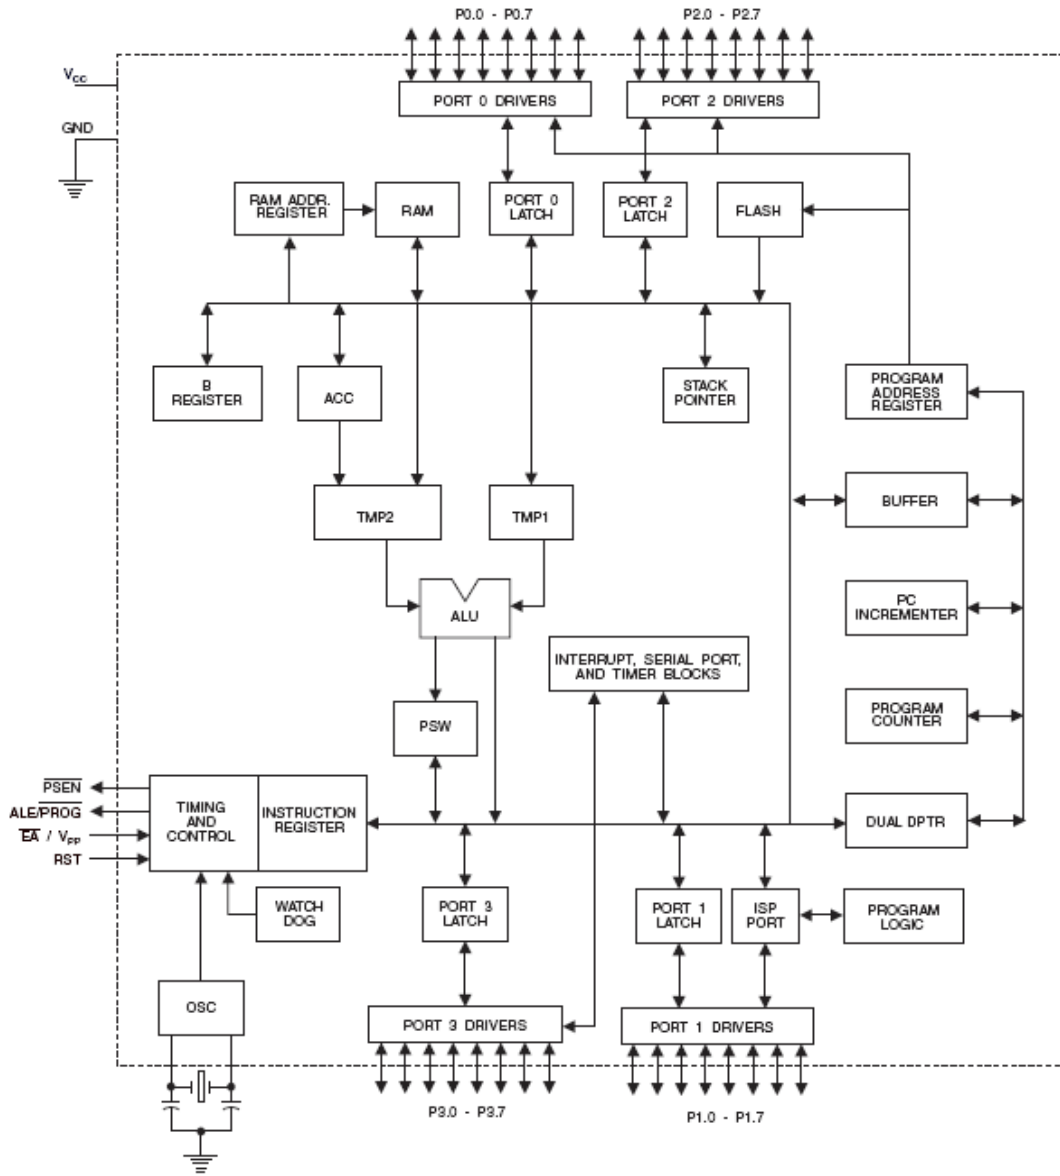 P0.0 - P0.7
P2.0 - P2.7
VCC
PORT 0 DRIVERS
PORT 2 DRIVERS
GND
RAM ADDR.
REGISTER
RAM
PORT 0
LATCH
PORT 2
LATCH
FLASH
B
REGISTER
ACC
STACK
POINTER
PROGRAM
ADDRESS
REGISTER
TMP2
TMP1
BUFFER
ALU
PC
INCREMENTER
INTERRUPT, SERIAL PORT,
AND TIMER BLOCKS
PSW
PROGRAM
COUNTER
PSEN
ALE/PROG
EA / VPP
RST
TIMING
AND
CONTROL
INSTRUCTION
REGISTER
DUAL DPTR
WATCH
DOG
PORT 3
LATCH
PORT 1
LATCH
ISP
PORT
PROGRAM
LOGIC
OSC
PORT 3 DRIVERS
PORT 1 DRIVERS
P3.0 - P3.7
P1.0 - P1.7